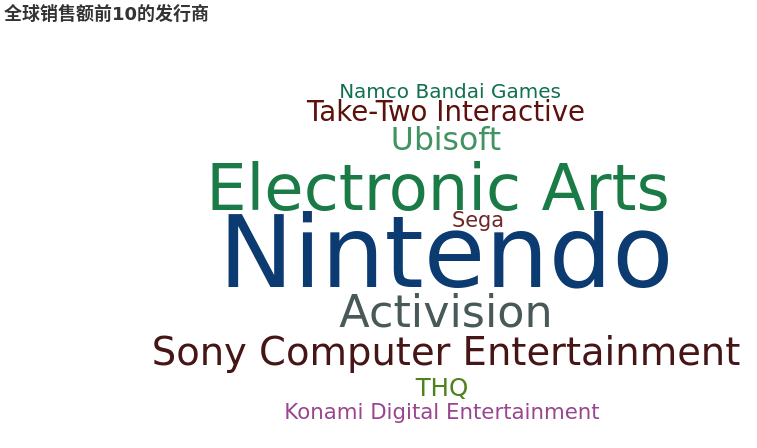 全球销售额前10的发行商
Namco Bandai Games
Take-Two Interactive
Ubisoft
Electronic Arts
Sega
Nintendo
Activision
Sony Computer Entertainment
THQ
Konami Digital Entertainment